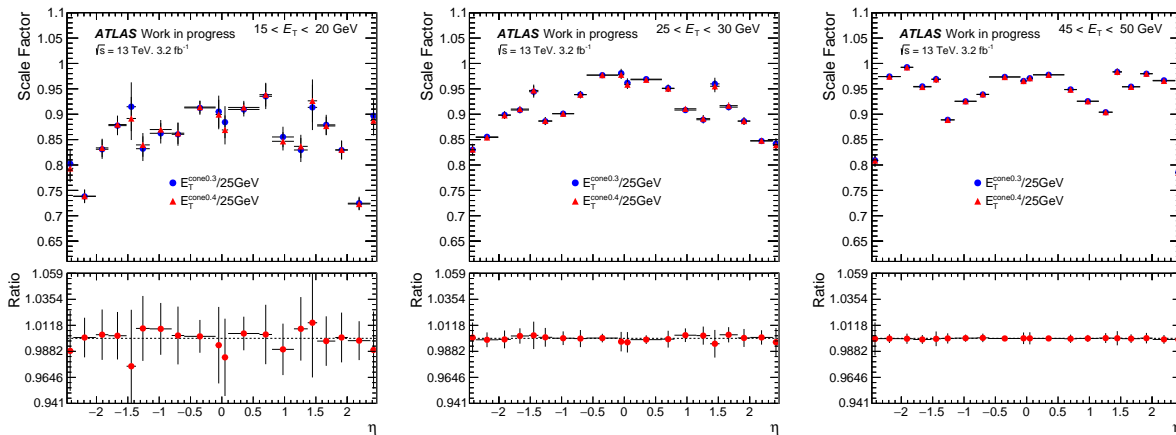 Scale Factor
1.1
1.05
1
0.95
0.9
0.85
0.8
0.75
0.7
0.65
ATLAS Work in progress
15 < E_T < 20 GeV
√s = 13 TeV. 3.2 fb⁻¹
E_T^cone0.3/25GeV
E_T^cone0.4/25GeV
Ratio
1.059
1.0354
1.0118
0.9882
0.9646
0.941
−2 −1.5 −1 −0.5 0 0.5 1 1.5 2
η
Scale Factor
1.1
1.05
1
0.95
0.9
0.85
0.8
0.75
0.7
0.65
ATLAS Work in progress
25 < E_T < 30 GeV
√s = 13 TeV. 3.2 fb⁻¹
E_T^cone0.3/25GeV
E_T^cone0.4/25GeV
Ratio
1.059
1.0354
1.0118
0.9882
0.9646
0.941
−2 −1.5 −1 −0.5 0 0.5 1 1.5 2
η
Scale Factor
1.1
1.05
1
0.95
0.9
0.85
0.8
0.75
0.7
0.65
ATLAS Work in progress
45 < E_T < 50 GeV
√s = 13 TeV. 3.2 fb⁻¹
E_T^cone0.3/25GeV
E_T^cone0.4/25GeV
Ratio
1.059
1.0354
1.0118
0.9882
0.9646
0.941
−2 −1.5 −1 −0.5 0 0.5 1 1.5 2
η